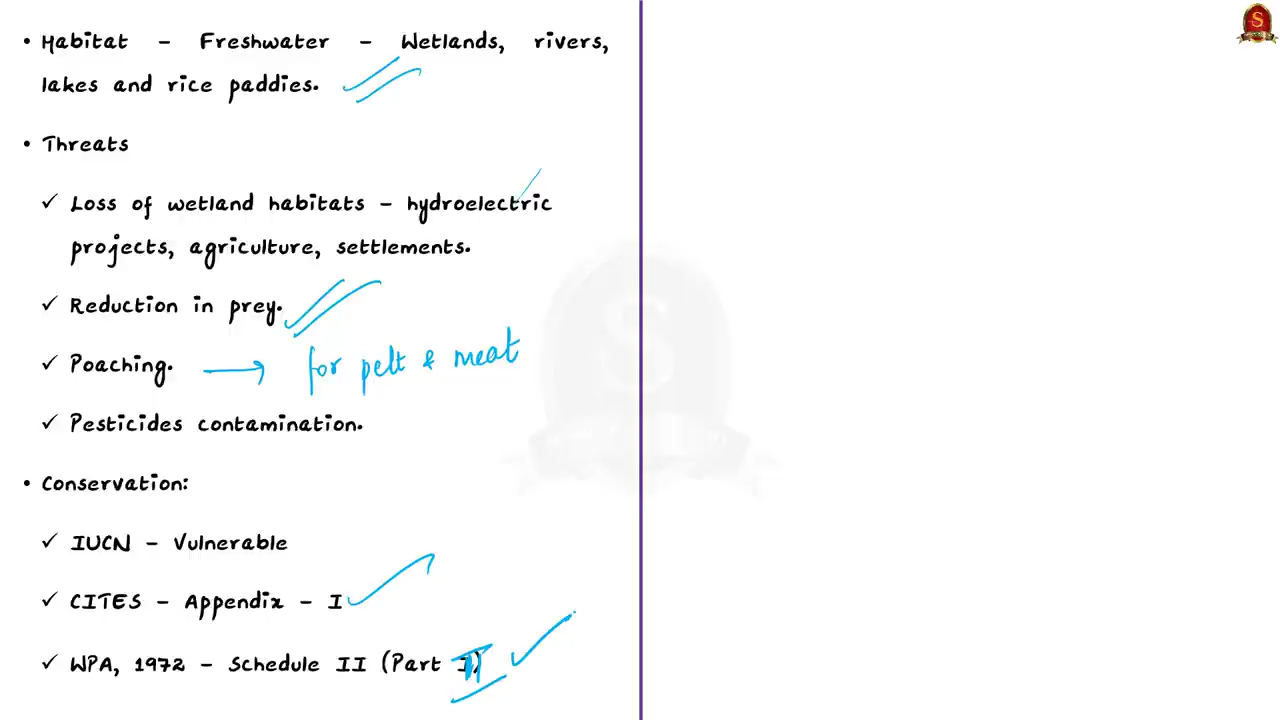 • Habitat – Freshwater – Wetlands, rivers,
lakes and rice paddies.
• Threats
✓ Loss of wetland habitats – hydroelectric
projects, agriculture, settlements.
✓ Reduction in prey.
✓ Poaching. → for pelt & meat
✓ Pesticides contamination.
• Conservation:
✓ IUCN – Vulnerable
✓ CITES – Appendix – I
✓ WPA, 1972 – Schedule II (Part II)